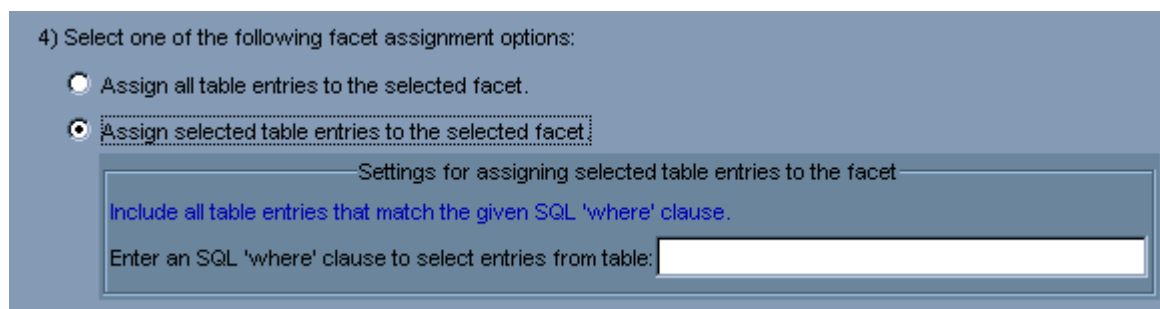 4) Select one of the following facet assignment options:
Assign all table entries to the selected facet.
Assign selected table entries to the selected facet.
Settings for assigning selected table entries to the facet
Include all table entries that match the given SQL 'where' clause.
Enter an SQL 'where' clause to select entries from table: